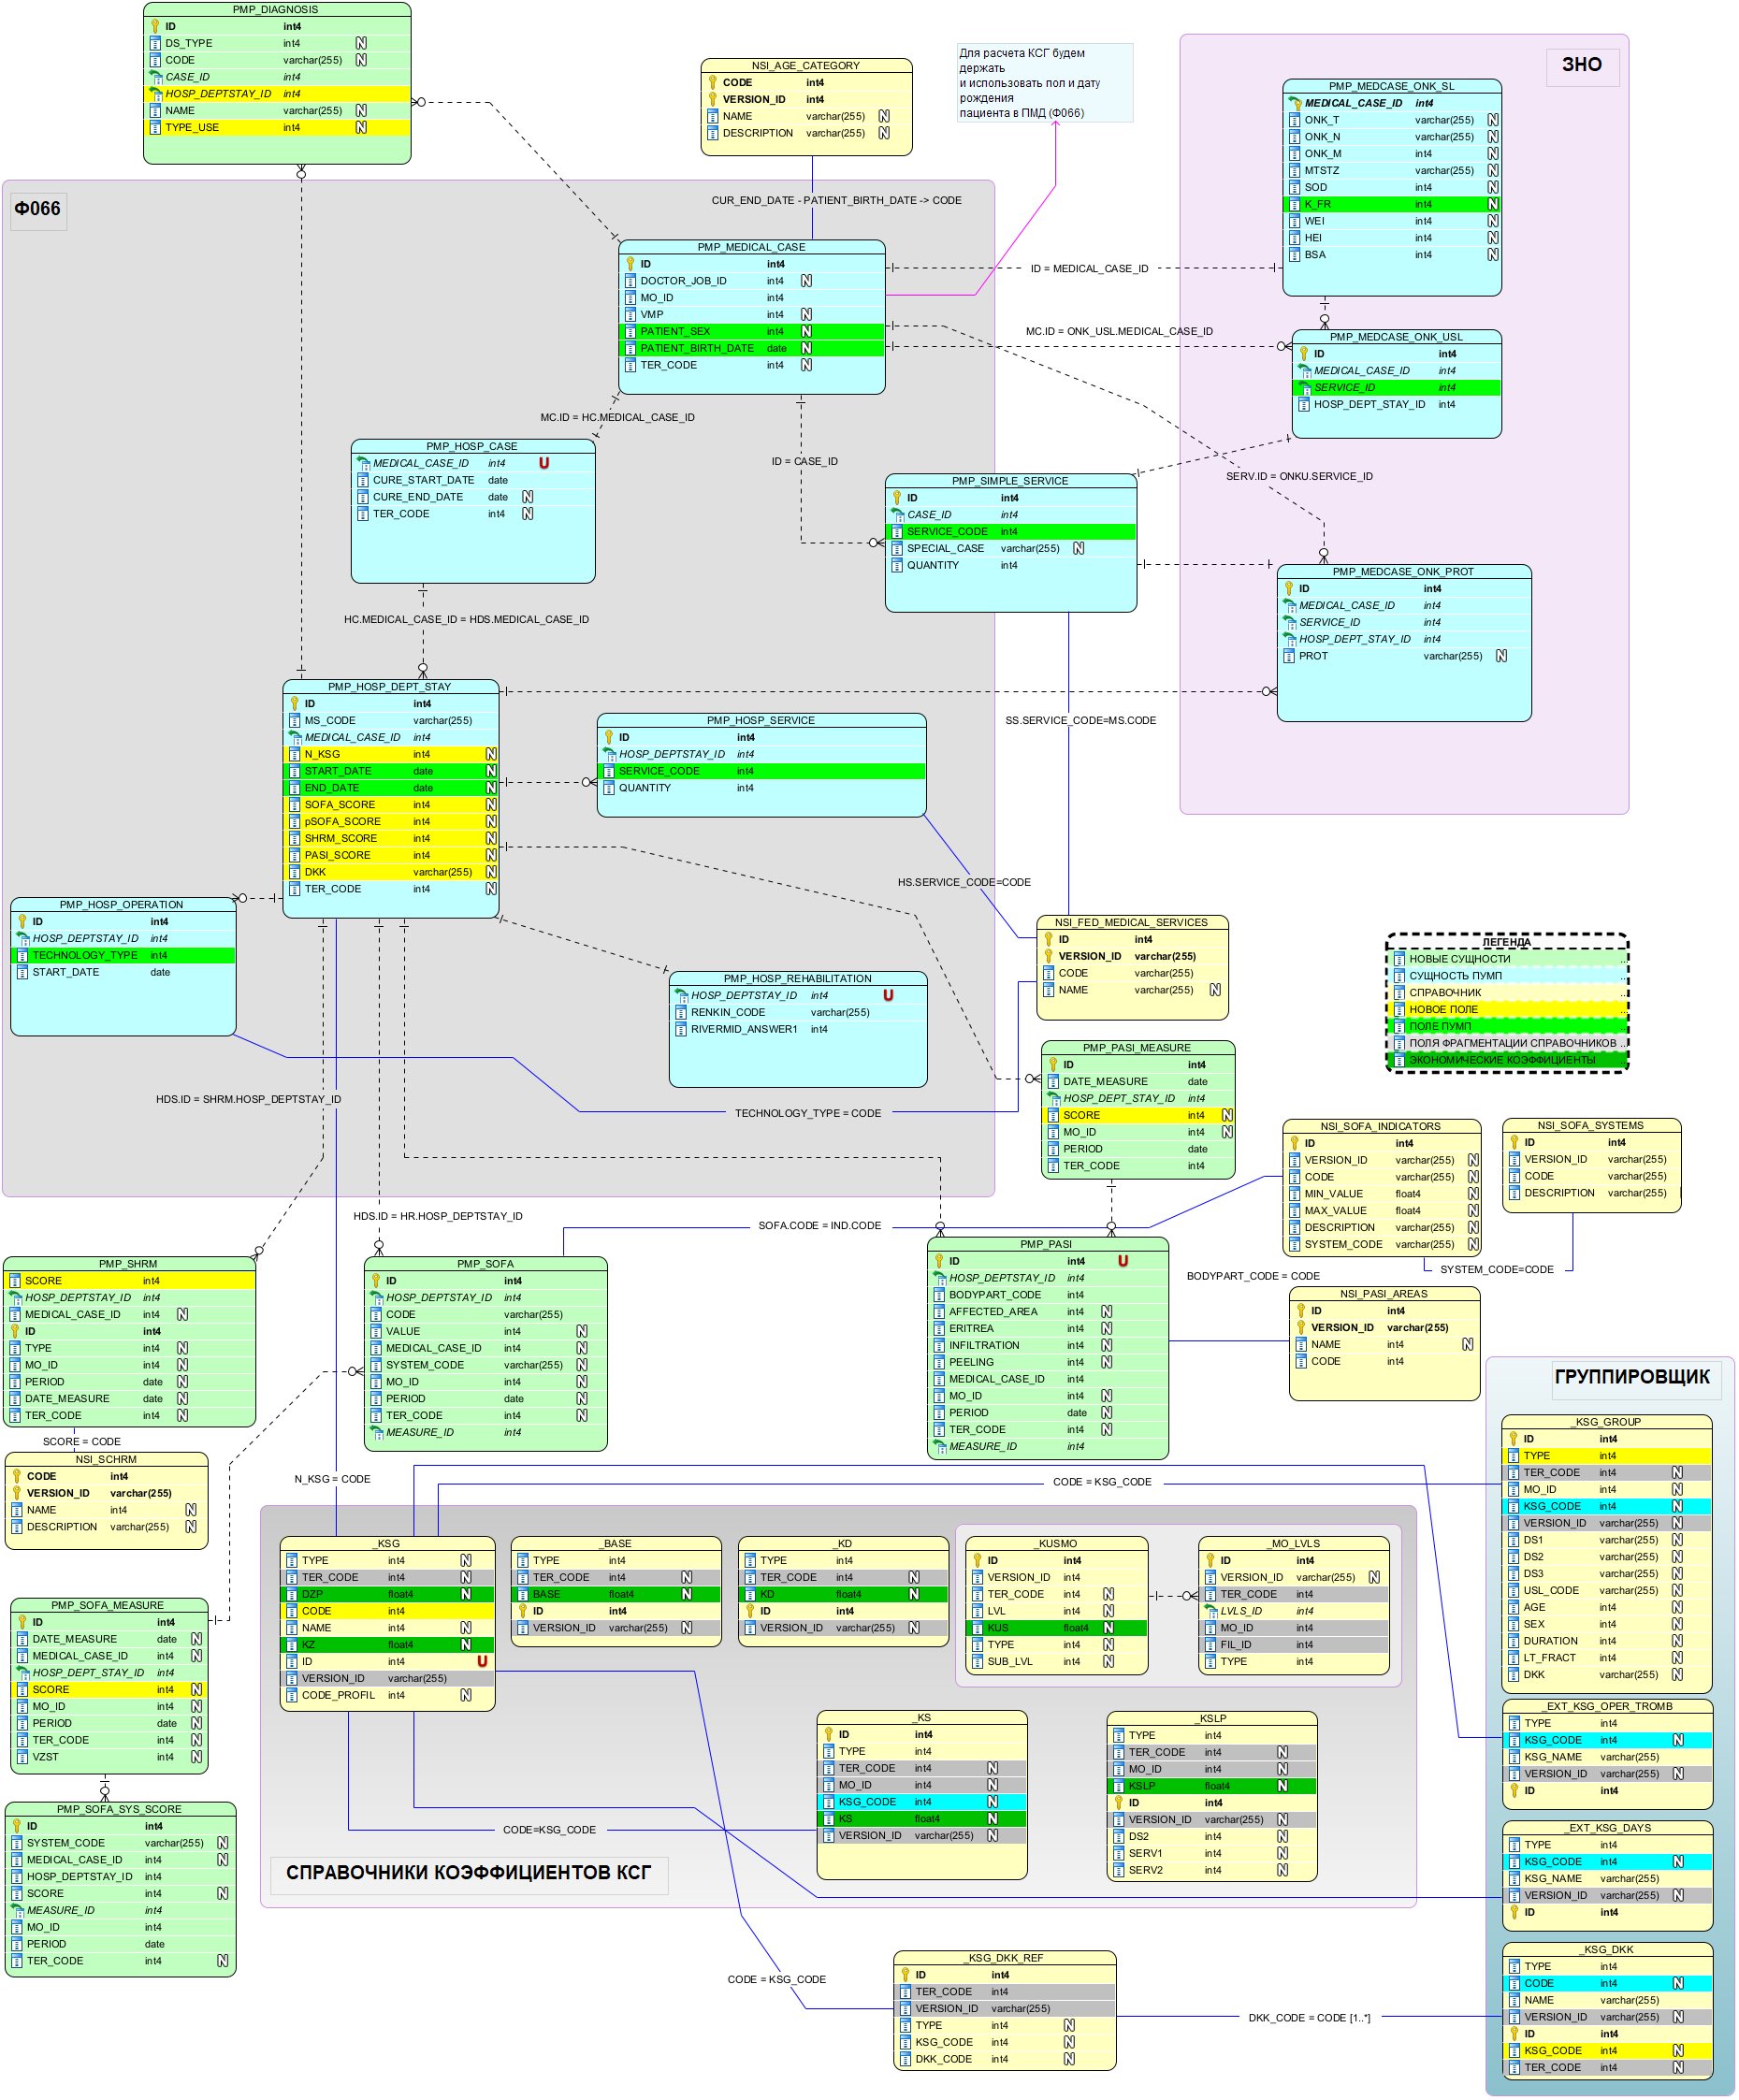 PMP_DIAGNOSIS
ID int4
DS_TYPE int4 N
CODE varchar(255) N
CASE_ID int4
HOSP_DEPTSTAY_ID int4
NAME varchar(255) N
TYPE_USE int4 N
NSI_AGE_CATEGORY
CODE int4
VERSION_ID int4
NAME varchar(255) N
DESCRIPTION varchar(255) N
Для расчета КСГ будем
держать
и использовать пол и дату
рождения
пациента в ПМД (Ф066)
ЗНО
PMP_MEDCASE_ONK_SL
MEDICAL_CASE_ID int4
ONK_T varchar(255) N
ONK_N varchar(255) N
ONK_M int4 N
MTSTZ varchar(255) N
SOD int4 N
K_FR int4 N
WEI int4 N
HEI int4 N
BSA int4 N
Ф066
CUR_END_DATE - PATIENT_BIRTH_DATE -> CODE
PMP_MEDICAL_CASE
ID int4
DOCTOR_JOB_ID int4 N
MO_ID int4
VMP int4 N
PATIENT_SEX int4 N
PATIENT_BIRTH_DATE date N
TER_CODE int4 N
ID = MEDICAL_CASE_ID
MC.ID = ONK_USL.MEDICAL_CASE_ID
PMP_MEDCASE_ONK_USL
ID int4
MEDICAL_CASE_ID int4
SERVICE_ID int4
HOSP_DEPT_STAY_ID int4
MC.ID = HC.MEDICAL_CASE_ID
PMP_HOSP_CASE
MEDICAL_CASE_ID int4 U
CURE_START_DATE date
CURE_END_DATE date N
TER_CODE int4 N
ID = CASE_ID
PMP_SIMPLE_SERVICE
ID int4
CASE_ID int4
SERVICE_CODE int4
SPECIAL_CASE varchar(255) N
QUANTITY int4
SERV.ID = ONKU.SERVICE_ID
PMP_MEDCASE_ONK_PROT
ID int4
MEDICAL_CASE_ID int4
SERVICE_ID int4
HOSP_DEPT_STAY_ID int4
PROT varchar(255) N
HC.MEDICAL_CASE_ID = HDS.MEDICAL_CASE_ID
PMP_HOSP_DEPT_STAY
ID int4
MS_CODE varchar(255)
MEDICAL_CASE_ID int4
N_KSG int4 N
START_DATE date N
END_DATE date N
SOFA_SCORE int4 N
pSOFA_SCORE int4 N
SHRM_SCORE int4 N
PASI_SCORE int4 N
DKK varchar(255) N
TER_CODE int4 N
PMP_HOSP_SERVICE
ID int4
HOSP_DEPTSTAY_ID int4
SERVICE_CODE int4
QUANTITY int4
SS.SERVICE_CODE=MS.CODE
HS.SERVICE_CODE=CODE
PMP_HOSP_OPERATION
ID int4
HOSP_DEPTSTAY_ID int4
TECHNOLOGY_TYPE int4
START_DATE date
PMP_HOSP_REHABILITATION
HOSP_DEPTSTAY_ID int4 U
RENKIN_CODE varchar(255)
RIVERMID_ANSWER1 int4
NSI_FED_MEDICAL_SERVICES
ID int4
VERSION_ID varchar(255)
CODE varchar(255)
NAME varchar(255) N
ЛЕГЕНДА
НОВЫЕ СУЩНОСТИ ..
СУЩНОСТЬ ПУМП ..
СПРАВОЧНИК ..
НОВОЕ ПОЛЕ ..
ПОЛЕ ПУМП ..
ПОЛЯ ФРАГМЕНТАЦИИ СПРАВОЧНИКОВ ..
ЭКОНОМИЧЕСКИЕ КОЭФФИЦИЕНТЫ ..
HDS.ID = SHRM.HOSP_DEPTSTAY_ID
TECHNOLOGY_TYPE = CODE
PMP_PASI_MEASURE
ID int4
DATE_MEASURE date
HOSP_DEPT_STAY_ID int4
SCORE int4 N
MO_ID int4 N
PERIOD date
TER_CODE int4
NSI_SOFA_INDICATORS
ID int4
VERSION_ID varchar(255) N
CODE varchar(255) N
MIN_VALUE float4 N
MAX_VALUE float4 N
DESCRIPTION varchar(255) N
SYSTEM_CODE varchar(255) N
NSI_SOFA_SYSTEMS
ID int4
VERSION_ID varchar(255)
CODE varchar(255)
DESCRIPTION varchar(255)
HDS.ID = HR.HOSP_DEPTSTAY_ID
SOFA.CODE = IND.CODE
SYSTEM_CODE=CODE
BODYPART_CODE = CODE
PMP_SHRM
SCORE int4
HOSP_DEPTSTAY_ID int4
MEDICAL_CASE_ID int4 N
ID int4
TYPE int4 N
MO_ID int4 N
PERIOD date N
DATE_MEASURE date N
TER_CODE int4 N
PMP_SOFA
ID int4
HOSP_DEPTSTAY_ID int4
CODE varchar(255)
VALUE int4 N
MEDICAL_CASE_ID int4 N
SYSTEM_CODE varchar(255) N
MO_ID int4 N
PERIOD date N
TER_CODE int4 N
MEASURE_ID int4
PMP_PASI
ID int4 U
HOSP_DEPTSTAY_ID int4
BODYPART_CODE int4
AFFECTED_AREA int4 N
ERITREA int4 N
INFILTRATION int4 N
PEELING int4 N
MEDICAL_CASE_ID int4
MO_ID int4 N
PERIOD date N
TER_CODE int4 N
MEASURE_ID int4
NSI_PASI_AREAS
ID int4
VERSION_ID varchar(255)
NAME int4 N
CODE int4
SCORE = CODE
NSI_SCHRM
CODE int4
VERSION_ID varchar(255)
NAME int4 N
DESCRIPTION varchar(255) N
N_KSG = CODE
CODE = KSG_CODE
ГРУППИРОВЩИК
_KSG_GROUP
ID int4
TYPE int4
TER_CODE int4 N
MO_ID int4 N
KSG_CODE int4 N
VERSION_ID varchar(255) N
DS1 varchar(255) N
DS2 varchar(255) N
DS3 varchar(255) N
USL_CODE varchar(255) N
AGE int4 N
SEX int4 N
DURATION int4 N
LT_FRACT int4 N
DKK varchar(255) N
_KSG
TYPE int4 N
TER_CODE int4 N
DZP float4 N
CODE int4
NAME int4 N
KZ float4 N
ID int4 U
VERSION_ID varchar(255)
CODE_PROFIL int4 N
_BASE
TYPE int4
TER_CODE int4 N
BASE float4 N
ID int4
VERSION_ID varchar(255) N
_KD
TYPE int4
TER_CODE int4 N
KD float4 N
ID int4
VERSION_ID varchar(255) N
_KUSMO
ID int4
VERSION_ID int4
TER_CODE int4 N
LVL int4 N
KUS float4 N
TYPE int4 N
SUB_LVL int4 N
_MO_LVLS
ID int4
VERSION_ID varchar(255) N
TER_CODE int4
LVLS_ID int4
MO_ID int4
FIL_ID int4
TYPE int4
PMP_SOFA_MEASURE
ID int4
DATE_MEASURE date N
MEDICAL_CASE_ID int4 N
HOSP_DEPT_STAY_ID int4
SCORE int4 N
MO_ID int4 N
PERIOD date N
TER_CODE int4 N
VZST int4 N
_KS
ID int4
TYPE int4
TER_CODE int4 N
MO_ID int4 N
KSG_CODE int4 N
KS float4 N
VERSION_ID varchar(255) N
_KSLP
TYPE int4
TER_CODE int4 N
MO_ID int4 N
KSLP float4 N
ID int4
VERSION_ID varchar(255) N
DS2 int4 N
SERV1 int4 N
SERV2 int4 N
_EXT_KSG_OPER_TROMB
TYPE int4
KSG_CODE int4 N
KSG_NAME varchar(255)
VERSION_ID varchar(255) N
ID int4
CODE=KSG_CODE
СПРАВОЧНИКИ КОЭФФИЦИЕНТОВ КСГ
PMP_SOFA_SYS_SCORE
ID int4
SYSTEM_CODE varchar(255) N
MEDICAL_CASE_ID int4 N
HOSP_DEPTSTAY_ID int4
SCORE int4 N
MEASURE_ID int4
MO_ID int4
PERIOD date
TER_CODE int4 N
_EXT_KSG_DAYS
TYPE int4
KSG_CODE int4 N
KSG_NAME varchar(255)
VERSION_ID varchar(255) N
ID int4
CODE = KSG_CODE
_KSG_DKK_REF
ID int4
TER_CODE int4
VERSION_ID varchar(255)
TYPE int4 N
KSG_CODE int4 N
DKK_CODE int4 N
DKK_CODE = CODE [1..*]
_KSG_DKK
TYPE int4
CODE int4 N
NAME varchar(255)
VERSION_ID varchar(255) N
ID int4
KSG_CODE int4 N
TER_CODE int4 N